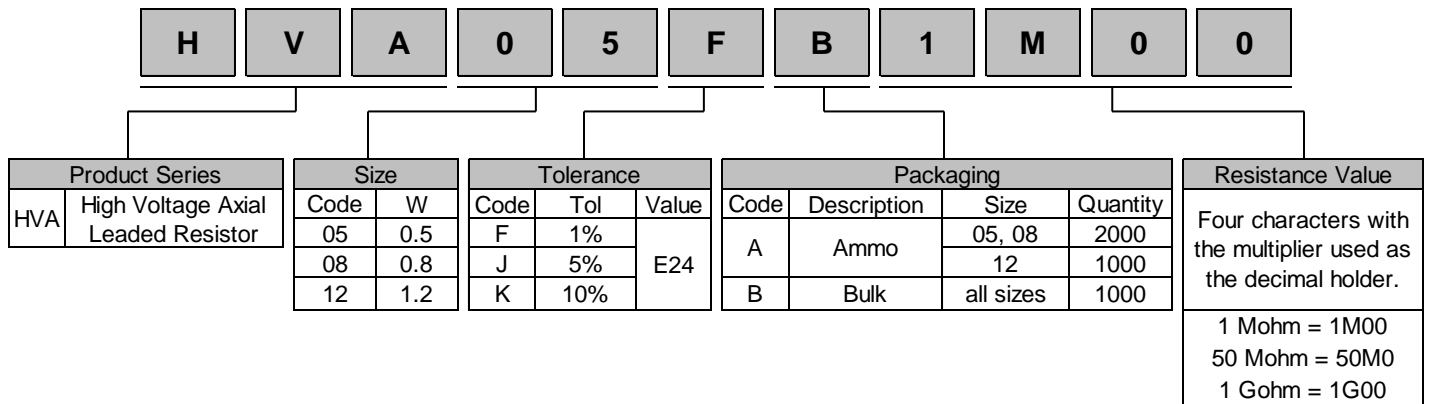 H V A 0 5 F B 1 M 0 0
Product Series
HVA High Voltage Axial
Leaded Resistor
Size
Code W
05 0.5
08 0.8
12 1.2
Tolerance
Code Tol Value
F 1%
J 5%
K 10%
E24
Packaging
Code Description Size Quantity
A Ammo 05, 08 2000
12 1000
B Bulk all sizes 1000
Resistance Value
Four characters with
the multiplier used as
the decimal holder.
1 Mohm = 1M00
50 Mohm = 50M0
1 Gohm = 1G00